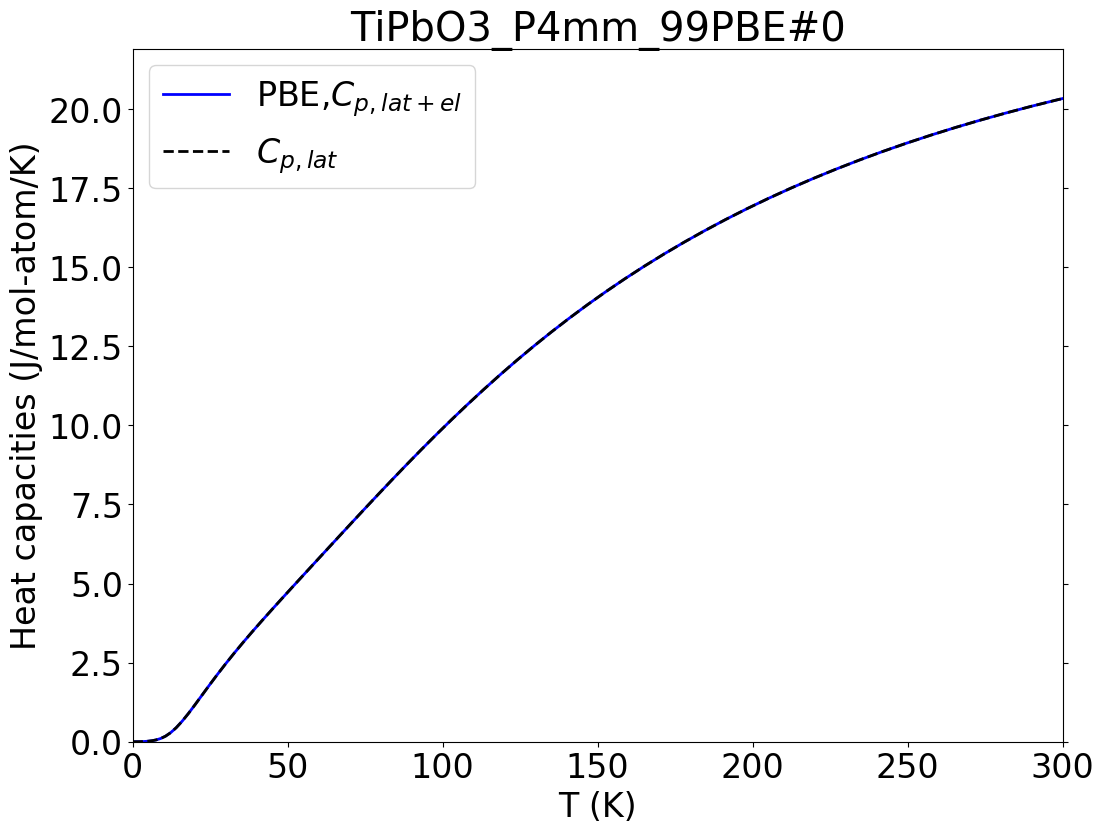 TiPbO3_P4mm_99PBE#0
PBE,C_{p, lat+el}
C_{p, lat}
Heat capacities (J/mol-atom/K)
20.0
17.5
15.0
12.5
10.0
7.5
5.0
2.5
0.0
0 50 100 150 200 250 300
T (K)